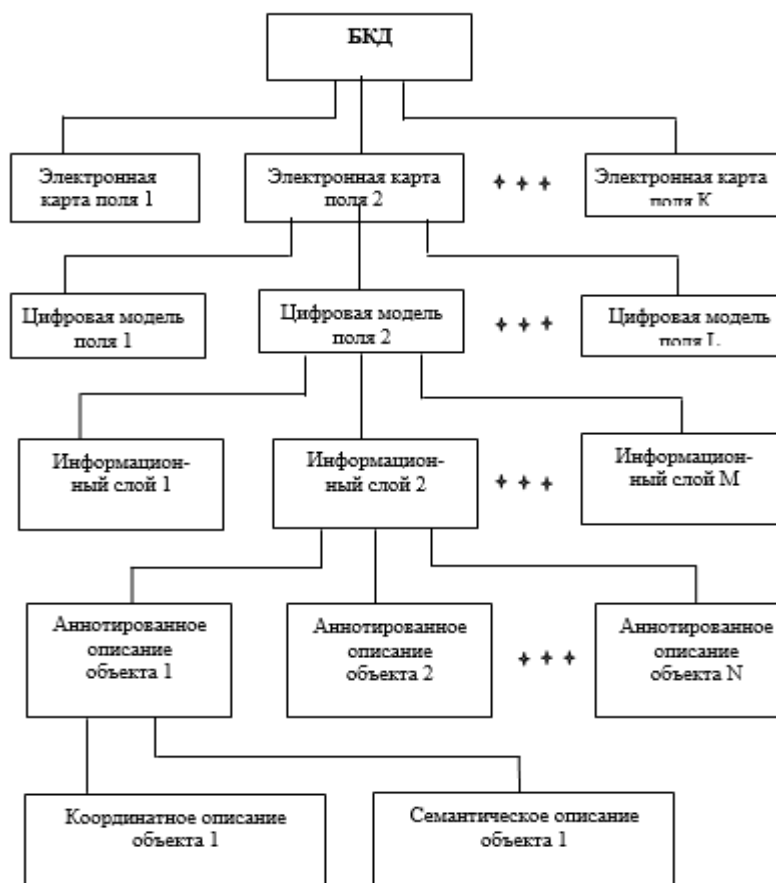 БКД
Электронная
карта поля 1
Электронная карта
поля 2
Электронная карта
поля К
Цифровая модель
поля 1
Цифровая модель
поля 2
Цифровая модель
поля L
Информацион-
ный слой 1
Информацион-
ный слой 2
Информацион-
ный слой М
Аннотированное
описание
объекта 1
Аннотированное
описание
объекта 2
Аннотированное
описание
объекта N
Координатное описание
объекта 1
Семантическое описание
объекта 1